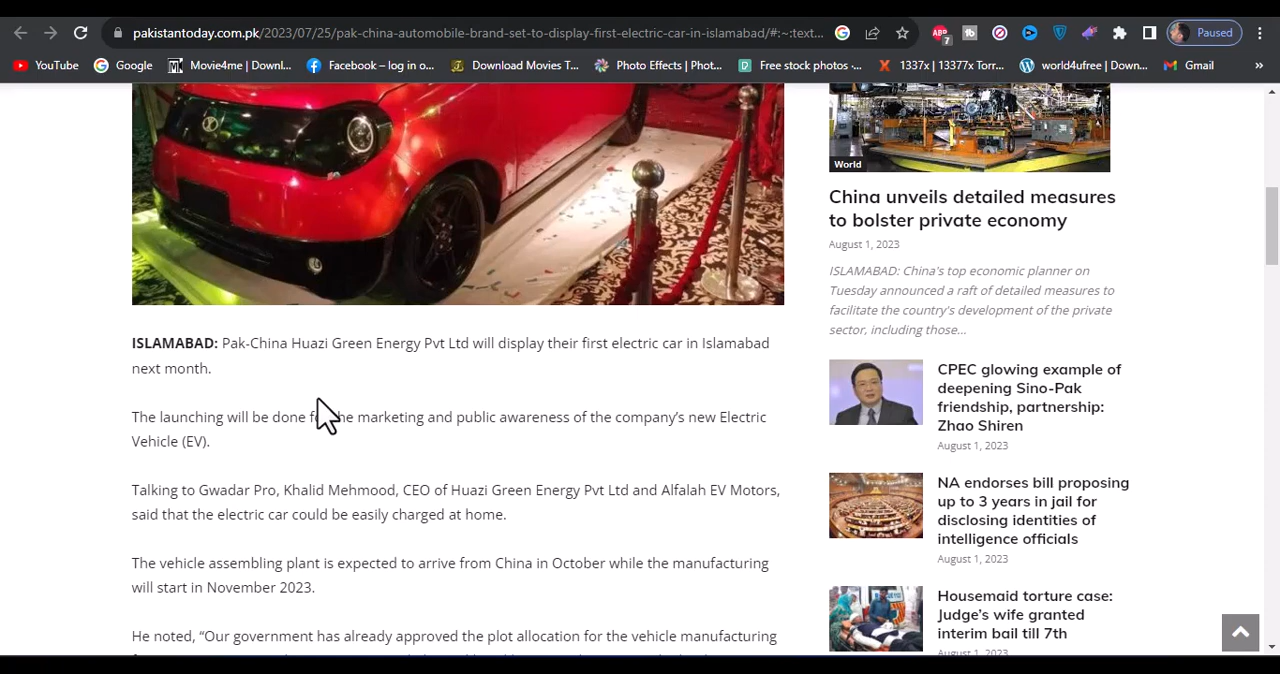 pakistantoday.com.pk/2023/07/25/pak-china-automobile-brand-set-to-display-first-electric-car-in-islamabad/#:~:text...
ABP
7
Paused
YouTube
Google
Movie4me | Downl...
Facebook – log in o...
Download Movies T...
Photo Effects | Phot...
Free stock photos ·...
1337x | 13377x Torr...
world4ufree | Down...
Gmail
»
ISLAMABAD: Pak-China Huazi Green Energy Pvt Ltd will display their first electric car in Islamabad
next month.
The launching will be done marketing and public awareness of the company's new Electric
Vehicle (EV).
Talking to Gwadar Pro, Khalid Mehmood, CEO of Huazi Green Energy Pvt Ltd and Alfalah EV Motors,
said that the electric car could be easily charged at home.
The vehicle assembling plant is expected to arrive from China in October while the manufacturing
will start in November 2023.
He noted, “Our government has already approved the plot allocation for the vehicle manufacturing
World
China unveils detailed measures
to bolster private economy
August 1, 2023
ISLAMABAD: China's top economic planner on
Tuesday announced a raft of detailed measures to
facilitate the country's development of the private
sector, including those...
CPEC glowing example of
deepening Sino-Pak
friendship, partnership:
Zhao Shiren
August 1, 2023
NA endorses bill proposing
up to 3 years in jail for
disclosing identities of
intelligence officials
August 1, 2023
Housemaid torture case:
Judge's wife granted
interim bail till 7th
August 1, 2023